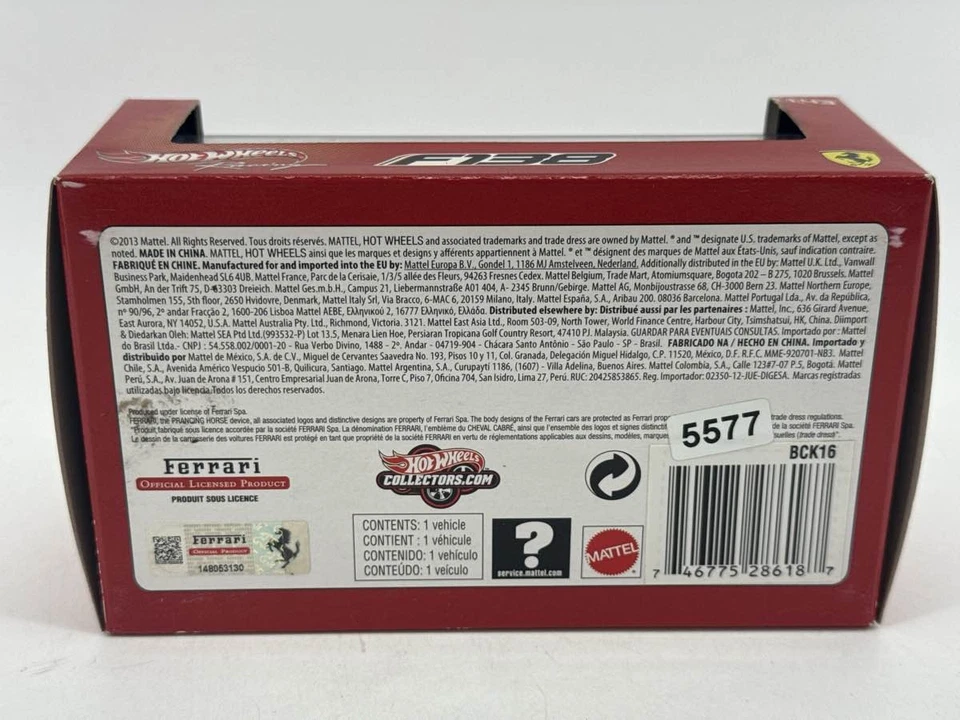 HOT WHEELS
Racing
F138
©2013 Mattel. All Rights Reserved. Tous droits réservés. MATTEL, HOT WHEELS and associated trademarks and trade dress are owned by Mattel. ® and ™ designate U.S. trademarks of Mattel, except as
noted. MADE IN CHINA. MATTEL, HOT WHEELS ainsi que les marques et designs y afférents appartiennent à Mattel. ® et ™ désignent des marques de Mattel aux États-Unis, sauf indication contraire.
FABRIQUÉ EN CHINE. Manufactured for and imported into the EU by: Mattel Europa B.V., Gondel 1, 1186 MJ Amstelveen, Nederland. Additionally distributed in the EU by: Mattel U.K. Ltd., Vanwall
Business Park, Maidenhead SL6 4UB. Mattel France, Parc de la Cerisaie, 1/3/5 allée des Fleurs, 94263 Fresnes Cedex. Mattel Belgium, Trade Mart, Atomiumsquare, Bogota 202 – B 275, 1020 Brussels. Mattel
GmbH, An der Trift 75, D-63303 Dreieich. Mattel Ges.m.b.H., Campus 21, Liebermannstraße A01 404, A- 2345 Brunn/Gebirge. Mattel AG, Monbijoustrasse 68, CH-3000 Bern 23. Mattel Northern Europe,
Stamholmen 155, 5th floor, 2650 Hvidovre, Denmark, Mattel Italy Srl, Via Bracco, 6-MAC 6, 20159 Milano, Italy. Mattel España, S.A., Aribau 200. 08036 Barcelona. Mattel Portugal Lda., Av. da República,
nº 90/96, 2º andar Fracção 2, 1600-206 Lisboa Mattel AEBE, Ελληνικού 2, 16777 Ελληνικό, Ελλάδα. Distributed elsewhere by: Distribué aussi par les partenaires : Mattel, Inc., 636 Girard Avenue,
East Aurora, NY 14052, U.S.A. Mattel Australia Pty. Ltd., Richmond, Victoria. 3121. Mattel East Asia Ltd., Room 503-09, North Tower, World Finance Centre, Harbour City, Tsimshatsui, HK, China. Diimport
& Diedarkan Oleh: Mattel SEA Ptd Ltd.(993532-P) Lot 13.5, Menara Lien Hoe, Persiaran Tropicana Golf Country Resort, 47410 PJ. Malaysia. GUARDAR PARA EVENTUAIS CONSULTAS. Importado por : Mattel
do Brasil Ltda.- CNPJ : 54.558.002/0001-20 - Rua Verbo Divino, 1488 - 2º. Andar - 04719-904 - Chácara Santo Antônio - São Paulo - SP - Brasil. FABRICADO NA / HECHO EN CHINA. Importado y
distribuido por Mattel de México, S.A. de C.V., Miguel de Cervantes Saavedra No. 193, Pisos 10 y 11, Col. Granada, Delegación Miguel Hidalgo, C.P. 11520, México, D.F. R.F.C. MME-920701-NB3. Mattel
Chile, S.A., Avenida Américo Vespucio 501-B, Quilicura, Santiago. Mattel Argentina, S.A., Curupaytí 1186, (1607) - Villa Adelina, Buenos Aires. Mattel Colombia, S.A., Calle 123#7-07 P.5, Bogotá. Mattel
Perú, S.A., Av. Juan de Arona # 151, Centro Empresarial Juan de Arona, Torre C, Piso 7, Oficina 704, San Isidro, Lima 27, Perú. RUC: 20425853865. Reg. Importador: 02350-12-JUE-DIGESA. Marcas registradas
utilizadas bajo licencia. Todos los derechos reservados.
Produced under license of Ferrari Spa.
FERRARI, the PRANCING HORSE device, all associated logos and distinctive designs are property of Ferrari Spa. The body designs of the Ferrari cars are protected as Ferrari trade dress regulations.
Produit fabriqué sous licence accordée par la société FERRARI Spa. La dénomination FERRARI, l'emblème du CHEVAL CABRÉ, ainsi que l'ensemble des logos et signes de la société FERRARI Spa.
Le dessin de la carrosserie des voitures FERRARI est protégé en tant que propriété de la société FERRARI en vertu de réglementations applicables aux dessins, modèles, (trade dress).
5577
BCK16
Ferrari
OFFICIAL LICENSED PRODUCT
PRODUIT SOUS LICENCE
HOT WHEELS
COLLECTORS.COM
Ferrari
OFFICIAL PRODUCT
148053130
CONTENTS: 1 vehicle
CONTIENT : 1 véhicule
CONTENIDO: 1 vehículo
CONTEÚDO: 1 veículo
?
service.mattel.com
MATTEL
7 46775 28618 7